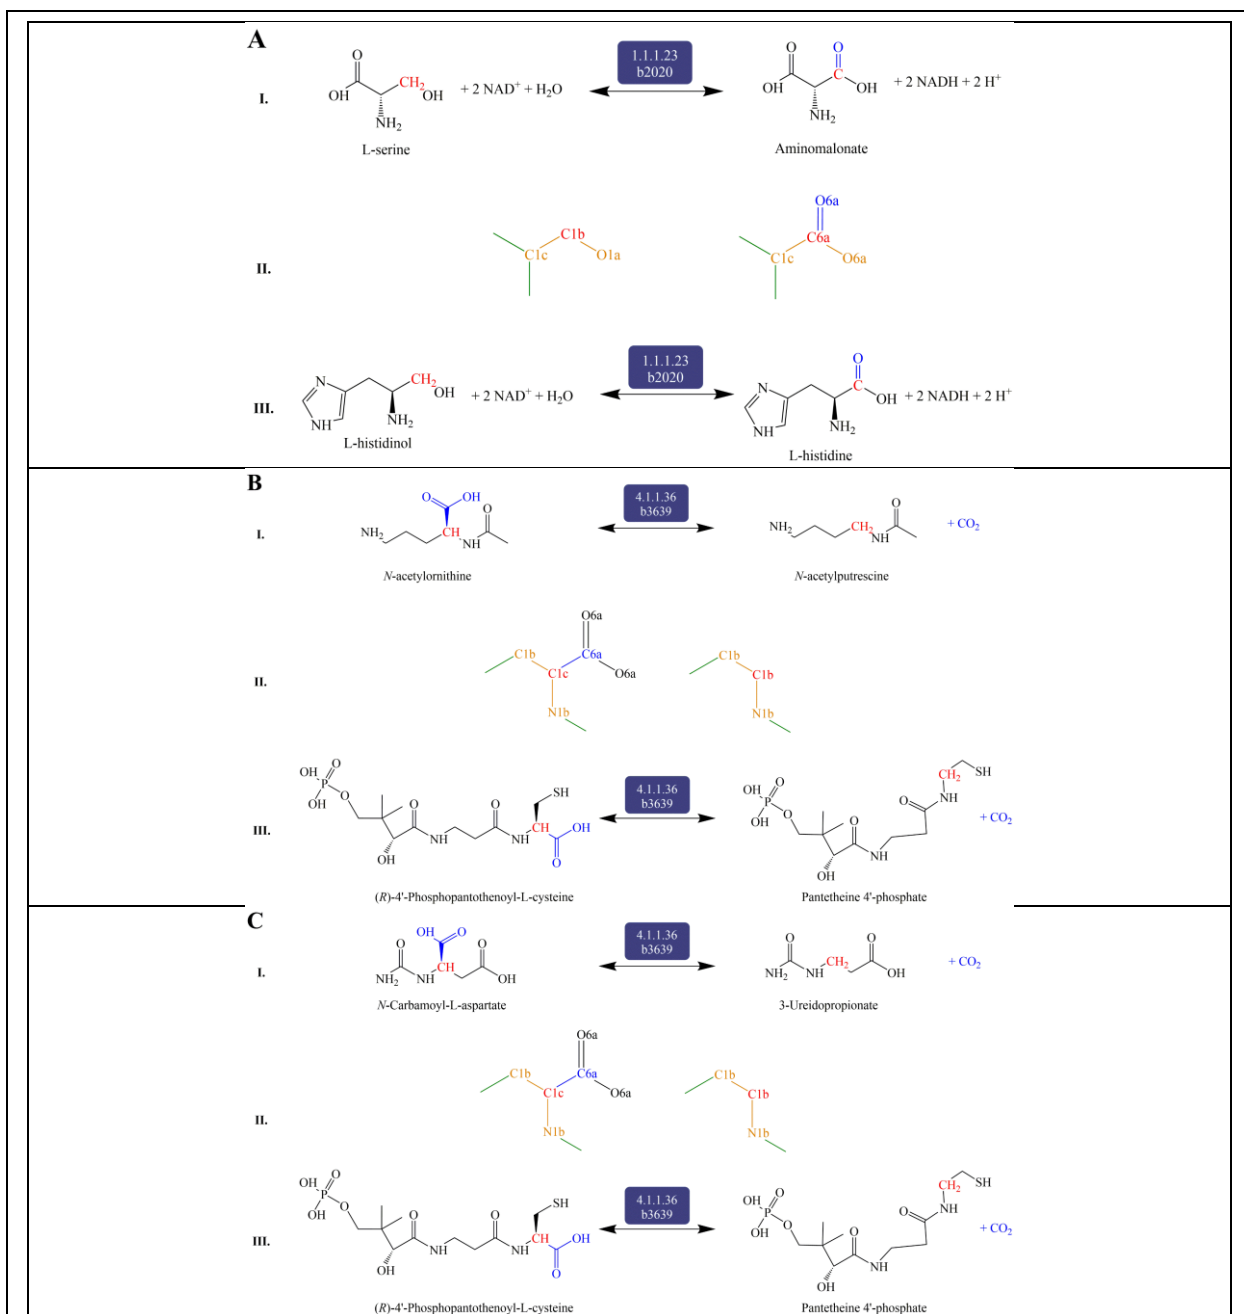 A
I.
OH
O
CH₂
OH
NH₂
L-serine
+ 2 NAD⁺ + H₂O
1.1.1.23
b2020
O
O
OH
C
OH
NH₂
Aminomalonate
+ 2 NADH + 2 H⁺
II.
C1b
C1c
O1a
O6a
C6a
C1c
O6a
III.
N
NH
CH₂
OH
NH₂
L-histidinol
+ 2 NAD⁺ + H₂O
1.1.1.23
b2020
N
NH
O
C
OH
NH₂
L-histidine
+ 2 NADH + 2 H⁺
B
I.
O
OH
O
NH₂
CH
NH
N-acetylornithine
4.1.1.36
b3639
NH₂
CH₂
NH
O
N-acetylputrescine
+ CO₂
II.
O6a
C1b
C6a
C1c
O6a
N1b
C1b
C1b
N1b
III.
OH
O
P
OH
O
O
O
SH
OH
NH
NH
CH
OH
O
(R)-4'-Phosphopantothenoyl-L-cysteine
4.1.1.36
b3639
OH
O
P
OH
O
O
NH
OH
O
NH
CH₂
SH
Pantetheine 4'-phosphate
+ CO₂
C
I.
OH
O
O
O
NH₂
NH
CH
OH
N-Carbamoyl-L-aspartate
4.1.1.36
b3639
O
O
NH₂
NH
CH₂
OH
3-Ureidopropionate
+ CO₂
II.
O6a
C1b
C6a
C1c
O6a
N1b
C1b
C1b
N1b
III.
OH
O
P
OH
O
O
O
SH
OH
NH
NH
CH
OH
O
(R)-4'-Phosphopantothenoyl-L-cysteine
4.1.1.36
b3639
OH
O
P
OH
O
O
NH
OH
O
NH
CH₂
SH
Pantetheine 4'-phosphate
+ CO₂